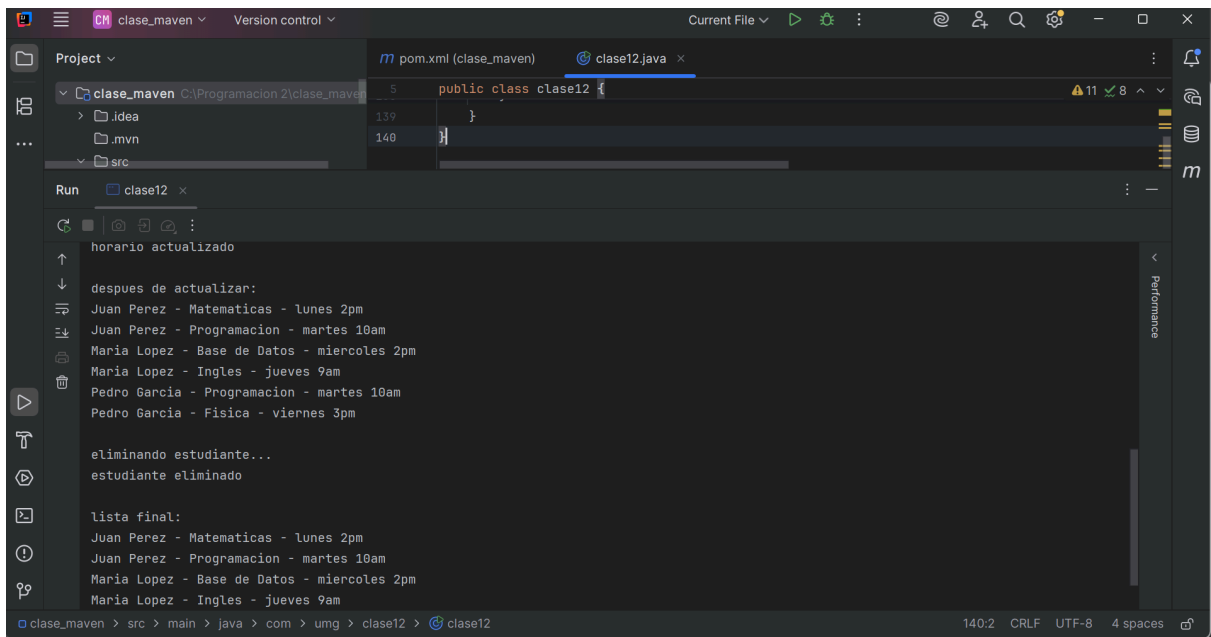 CM clase_maven Version control Current File
Project
pom.xml (clase_maven) clase12.java
clase_maven C:\Programacion 2\clase_maven
5 public class clase12 {
11 8
.idea
139 }
.mvn
140 }
src
m
Run clase12
horario actualizado
despues de actualizar:
Juan Perez - Matematicas - lunes 2pm
Juan Perez - Programacion - martes 10am
Maria Lopez - Base de Datos - miercoles 2pm
Maria Lopez - Ingles - jueves 9am
Pedro Garcia - Programacion - martes 10am
Pedro Garcia - Fisica - viernes 3pm
eliminando estudiante...
estudiante eliminado
lista final:
Juan Perez - Matematicas - lunes 2pm
Juan Perez - Programacion - martes 10am
Maria Lopez - Base de Datos - miercoles 2pm
Maria Lopez - Ingles - jueves 9am
Performance
clase_maven > src > main > java > com > umg > clase12 > clase12 140:2 CRLF UTF-8 4 spaces